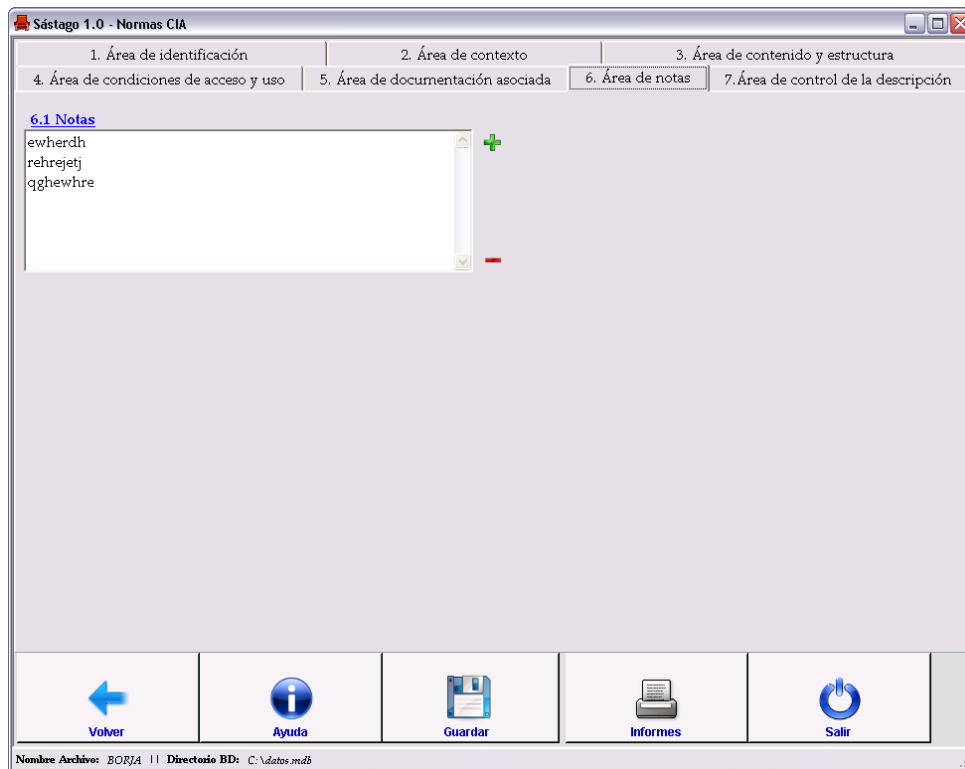 Sástago 1.0 - Normas CIA
1. Área de identificación
2. Área de contexto
3. Área de contenido y estructura
4. Área de condiciones de acceso y uso
5. Área de documentación asociada
6. Área de notas
7.Área de control de la descripción
6.1 Notas
ewherdh
rehrejetj
qghewhre
Volver
Ayuda
Guardar
Informes
Salir
Nombre Archivo: BORJA || Directorio BD: C:\datos.mdb